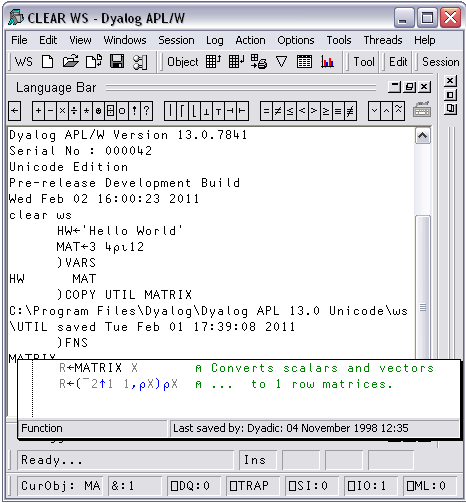 CLEAR WS - Dyalog APL/W
File Edit View Windows Session Log Action Options Tools Threads Help
WS Object Tool Edit Session
Language Bar
← + - × ÷ * ⍟ ⌹ ○ ! ? | ⌈ ⌊ ⊥ ⊤ ⊣ ⊢ = ≠ ≤ < > ≥ ≡ ≢ ∨ ∧ ⍲
Dyalog APL/W Version 13.0.7841
Serial No : 000042
Unicode Edition
Pre-release Development Build
Wed Feb 02 16:00:23 2011
clear ws
HW←'Hello World'
MAT←3 4⍴⍳12
)VARS
HW MAT
)COPY UTIL MATRIX
C:\Program Files\Dyalog\Dyalog APL 13.0 Unicode\ws
\UTIL saved Tue Feb 01 17:39:08 2011
)FNS
MATRIX
R←MATRIX X ⍝ Converts scalars and vectors
R←(¯2↑1 1,⍴X)⍴X ⍝ ... to 1 row matrices.
Function Last saved by: Dyadic: 04 November 1998 12:35
Ready... Ins
CurObj: MA &:1 ⎕DQ:0 ⎕TRAP ⎕SI:0 ⎕IO:1 ⎕ML:0